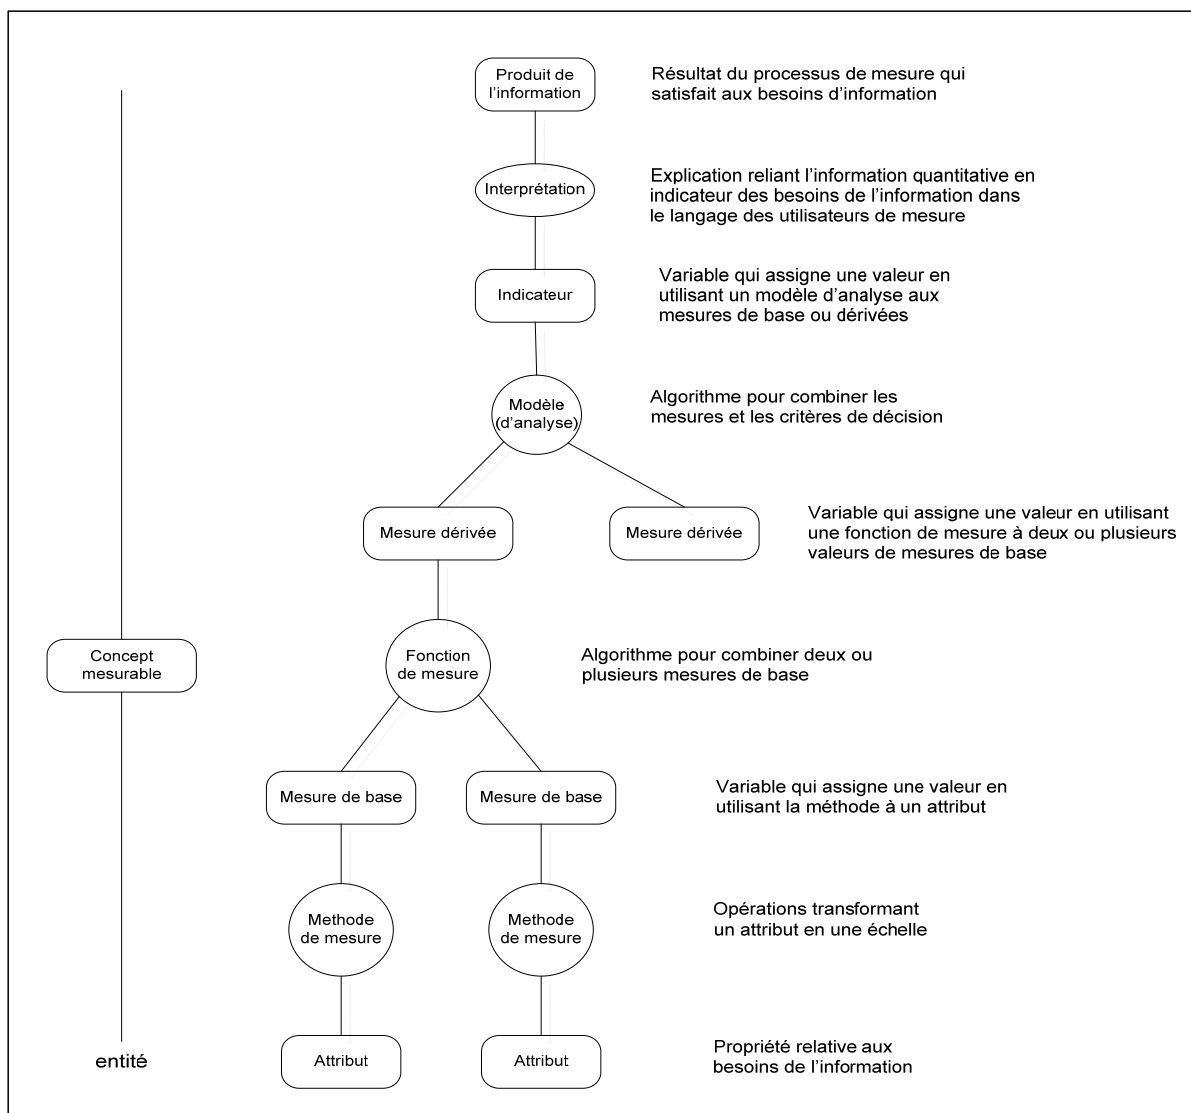 Produit de
l'information
Résultat du processus de mesure qui
satisfait aux besoins d'information
Interprétation
Explication reliant l'information quantitative en
indicateur des besoins de l'information dans
le langage des utilisateurs de mesure
Indicateur
Variable qui assigne une valeur en
utilisant un modèle d'analyse aux
mesures de base ou dérivées
Modèle
(d'analyse)
Algorithme pour combiner les
mesures et les critères de décision
Mesure dérivée
Mesure dérivée
Variable qui assigne une valeur en utilisant
une fonction de mesure à deux ou plusieurs
valeurs de mesures de base
Concept
mesurable
Fonction
de mesure
Algorithme pour combiner deux ou
plusieurs mesures de base
Mesure de base
Mesure de base
Variable qui assigne une valeur en
utilisant la méthode à un attribut
Methode
de mesure
Methode
de mesure
Opérations transformant
un attribut en une échelle
entité
Attribut
Attribut
Propriété relative aux
besoins de l'information